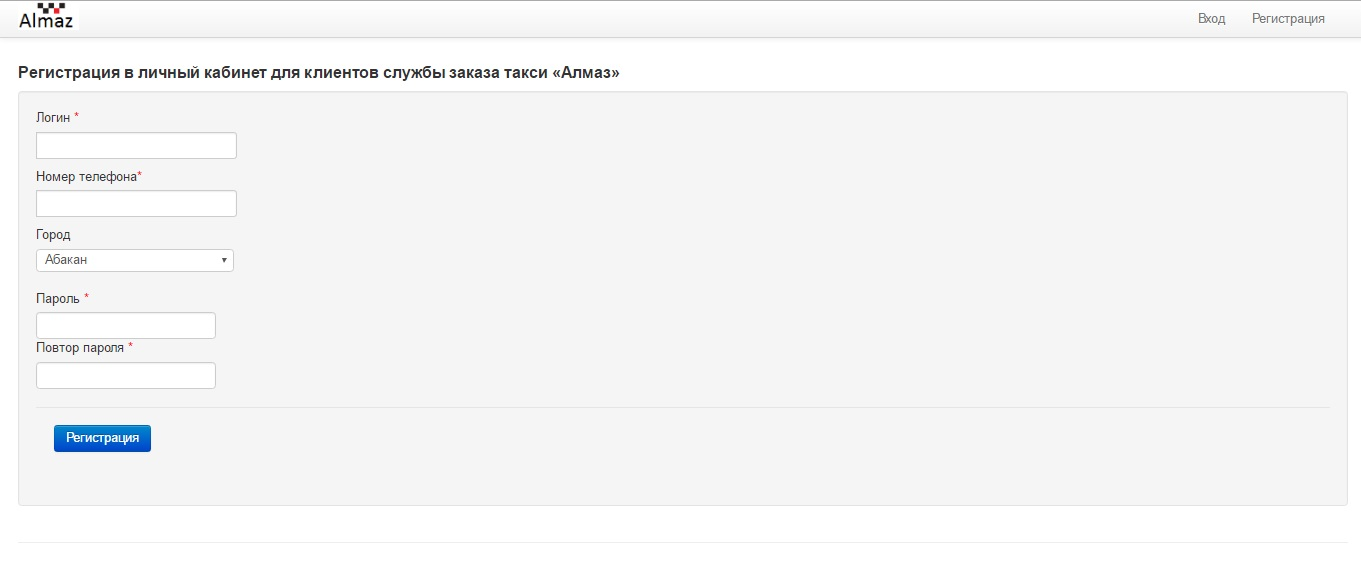 Almaz
Вход Регистрация
Регистрация в личный кабинет для клиентов службы заказа такси «Алмаз»
Логин *
Номер телефона*
Город
Абакан
Пароль *
Повтор пароля *
Регистрация